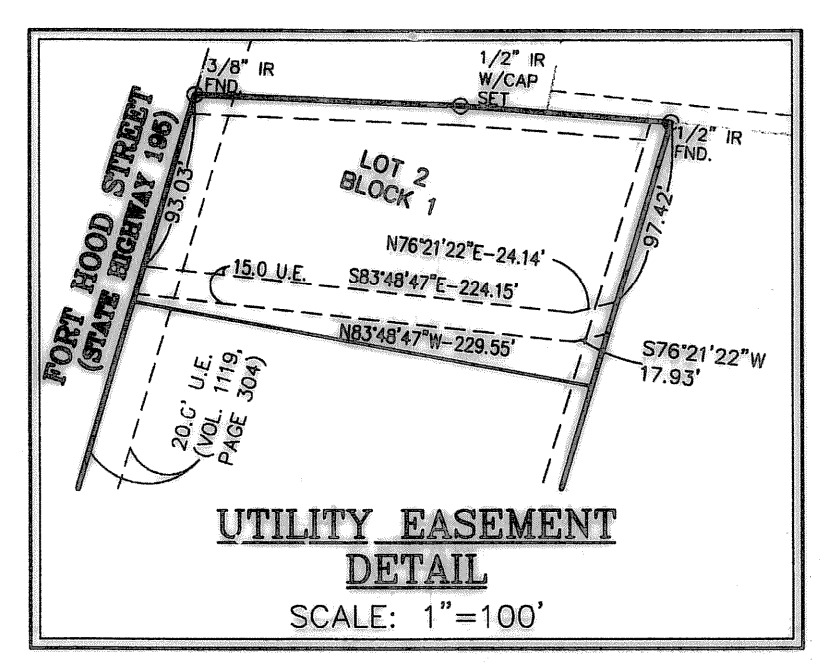 3/8" IR
FND.
1/2" IR
W/CAP
SET
1/2" IR
FND.
FORT HOOD STREET
(STATE HIGHWAY 195)
93.03'
LOT 2
BLOCK 1
97.42'
N76°21'22"E-24.14'
15.0 U.E.
S83°48'47"E-224.15'
N83°48'47"W-229.55'
S76°21'22"W
17.93'
20.0' U.E.
(VOL. 1119,
PAGE 304)
UTILITY EASEMENT
DETAIL
SCALE: 1"=100'